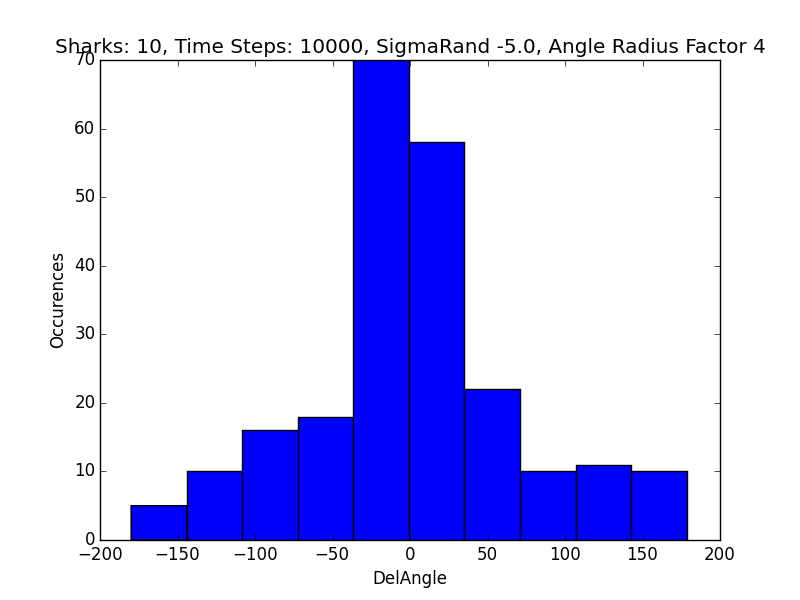 Sharks: 10, Time Steps: 10000, SigmaRand -5.0, Angle Radius Factor 4
70
60
50
40
30
20
10
0
Occurences
−200 −150 −100 −50 0 50 100 150 200
DelAngle